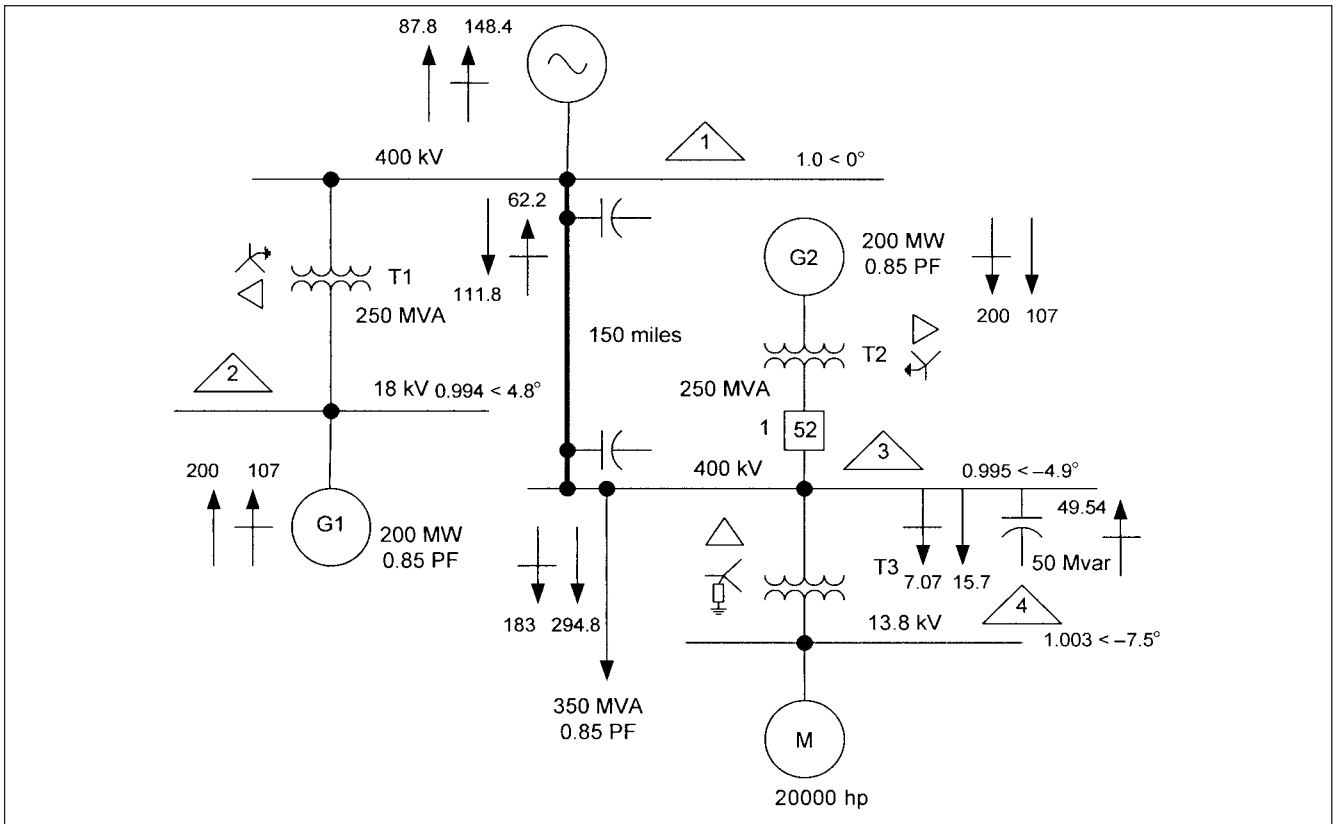 87.8 148.4
400 kV
1
1.0 < 0°
62.2
111.8
T1
250 MVA
150 miles
G2
200 MW
0.85 PF
200 107
T2
250 MVA
2
18 kV 0.994 < 4.8°
1 52
3
400 kV
0.995 < –4.9°
200 107
G1
200 MW
0.85 PF
49.54
50 Mvar
T3
7.07 15.7
183 294.8
4
13.8 kV
1.003 < –7.5°
350 MVA
0.85 PF
M
20000 hp